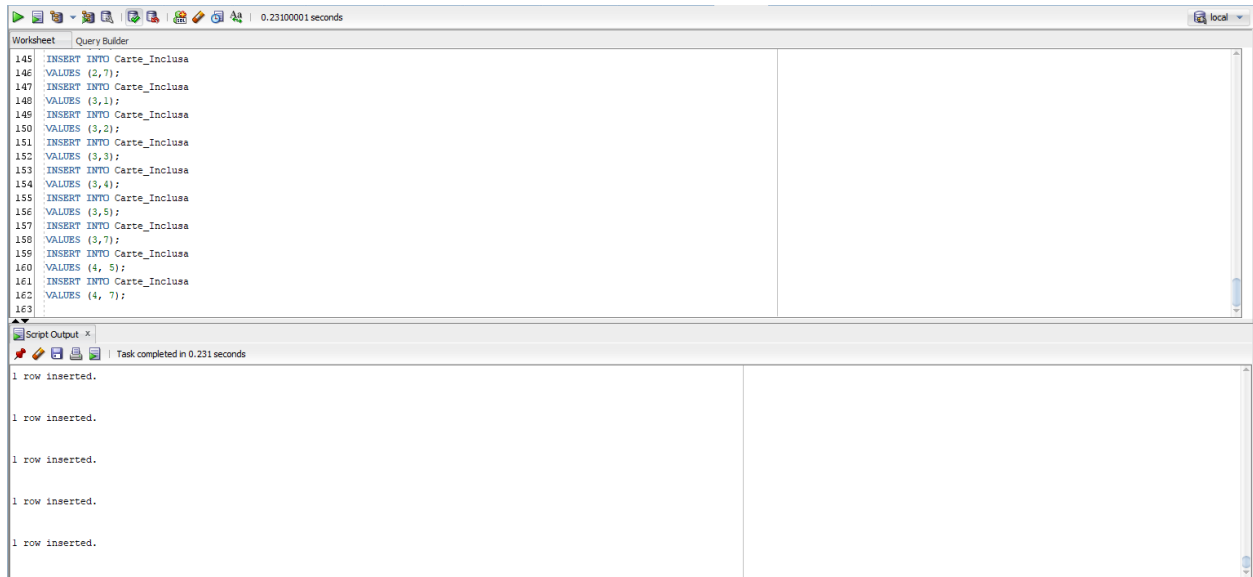 0.23100001 seconds
local
Worksheet Query Builder
145 INSERT INTO Carte_Inclusa
146 VALUES (2,7);
147 INSERT INTO Carte_Inclusa
148 VALUES (3,1);
149 INSERT INTO Carte_Inclusa
150 VALUES (3,2);
151 INSERT INTO Carte_Inclusa
152 VALUES (3,3);
153 INSERT INTO Carte_Inclusa
154 VALUES (3,4);
155 INSERT INTO Carte_Inclusa
156 VALUES (3,5);
157 INSERT INTO Carte_Inclusa
158 VALUES (3,7);
159 INSERT INTO Carte_Inclusa
160 VALUES (4, 5);
161 INSERT INTO Carte_Inclusa
162 VALUES (4, 7);
163
Script Output x
Task completed in 0.231 seconds
1 row inserted.
1 row inserted.
1 row inserted.
1 row inserted.
1 row inserted.